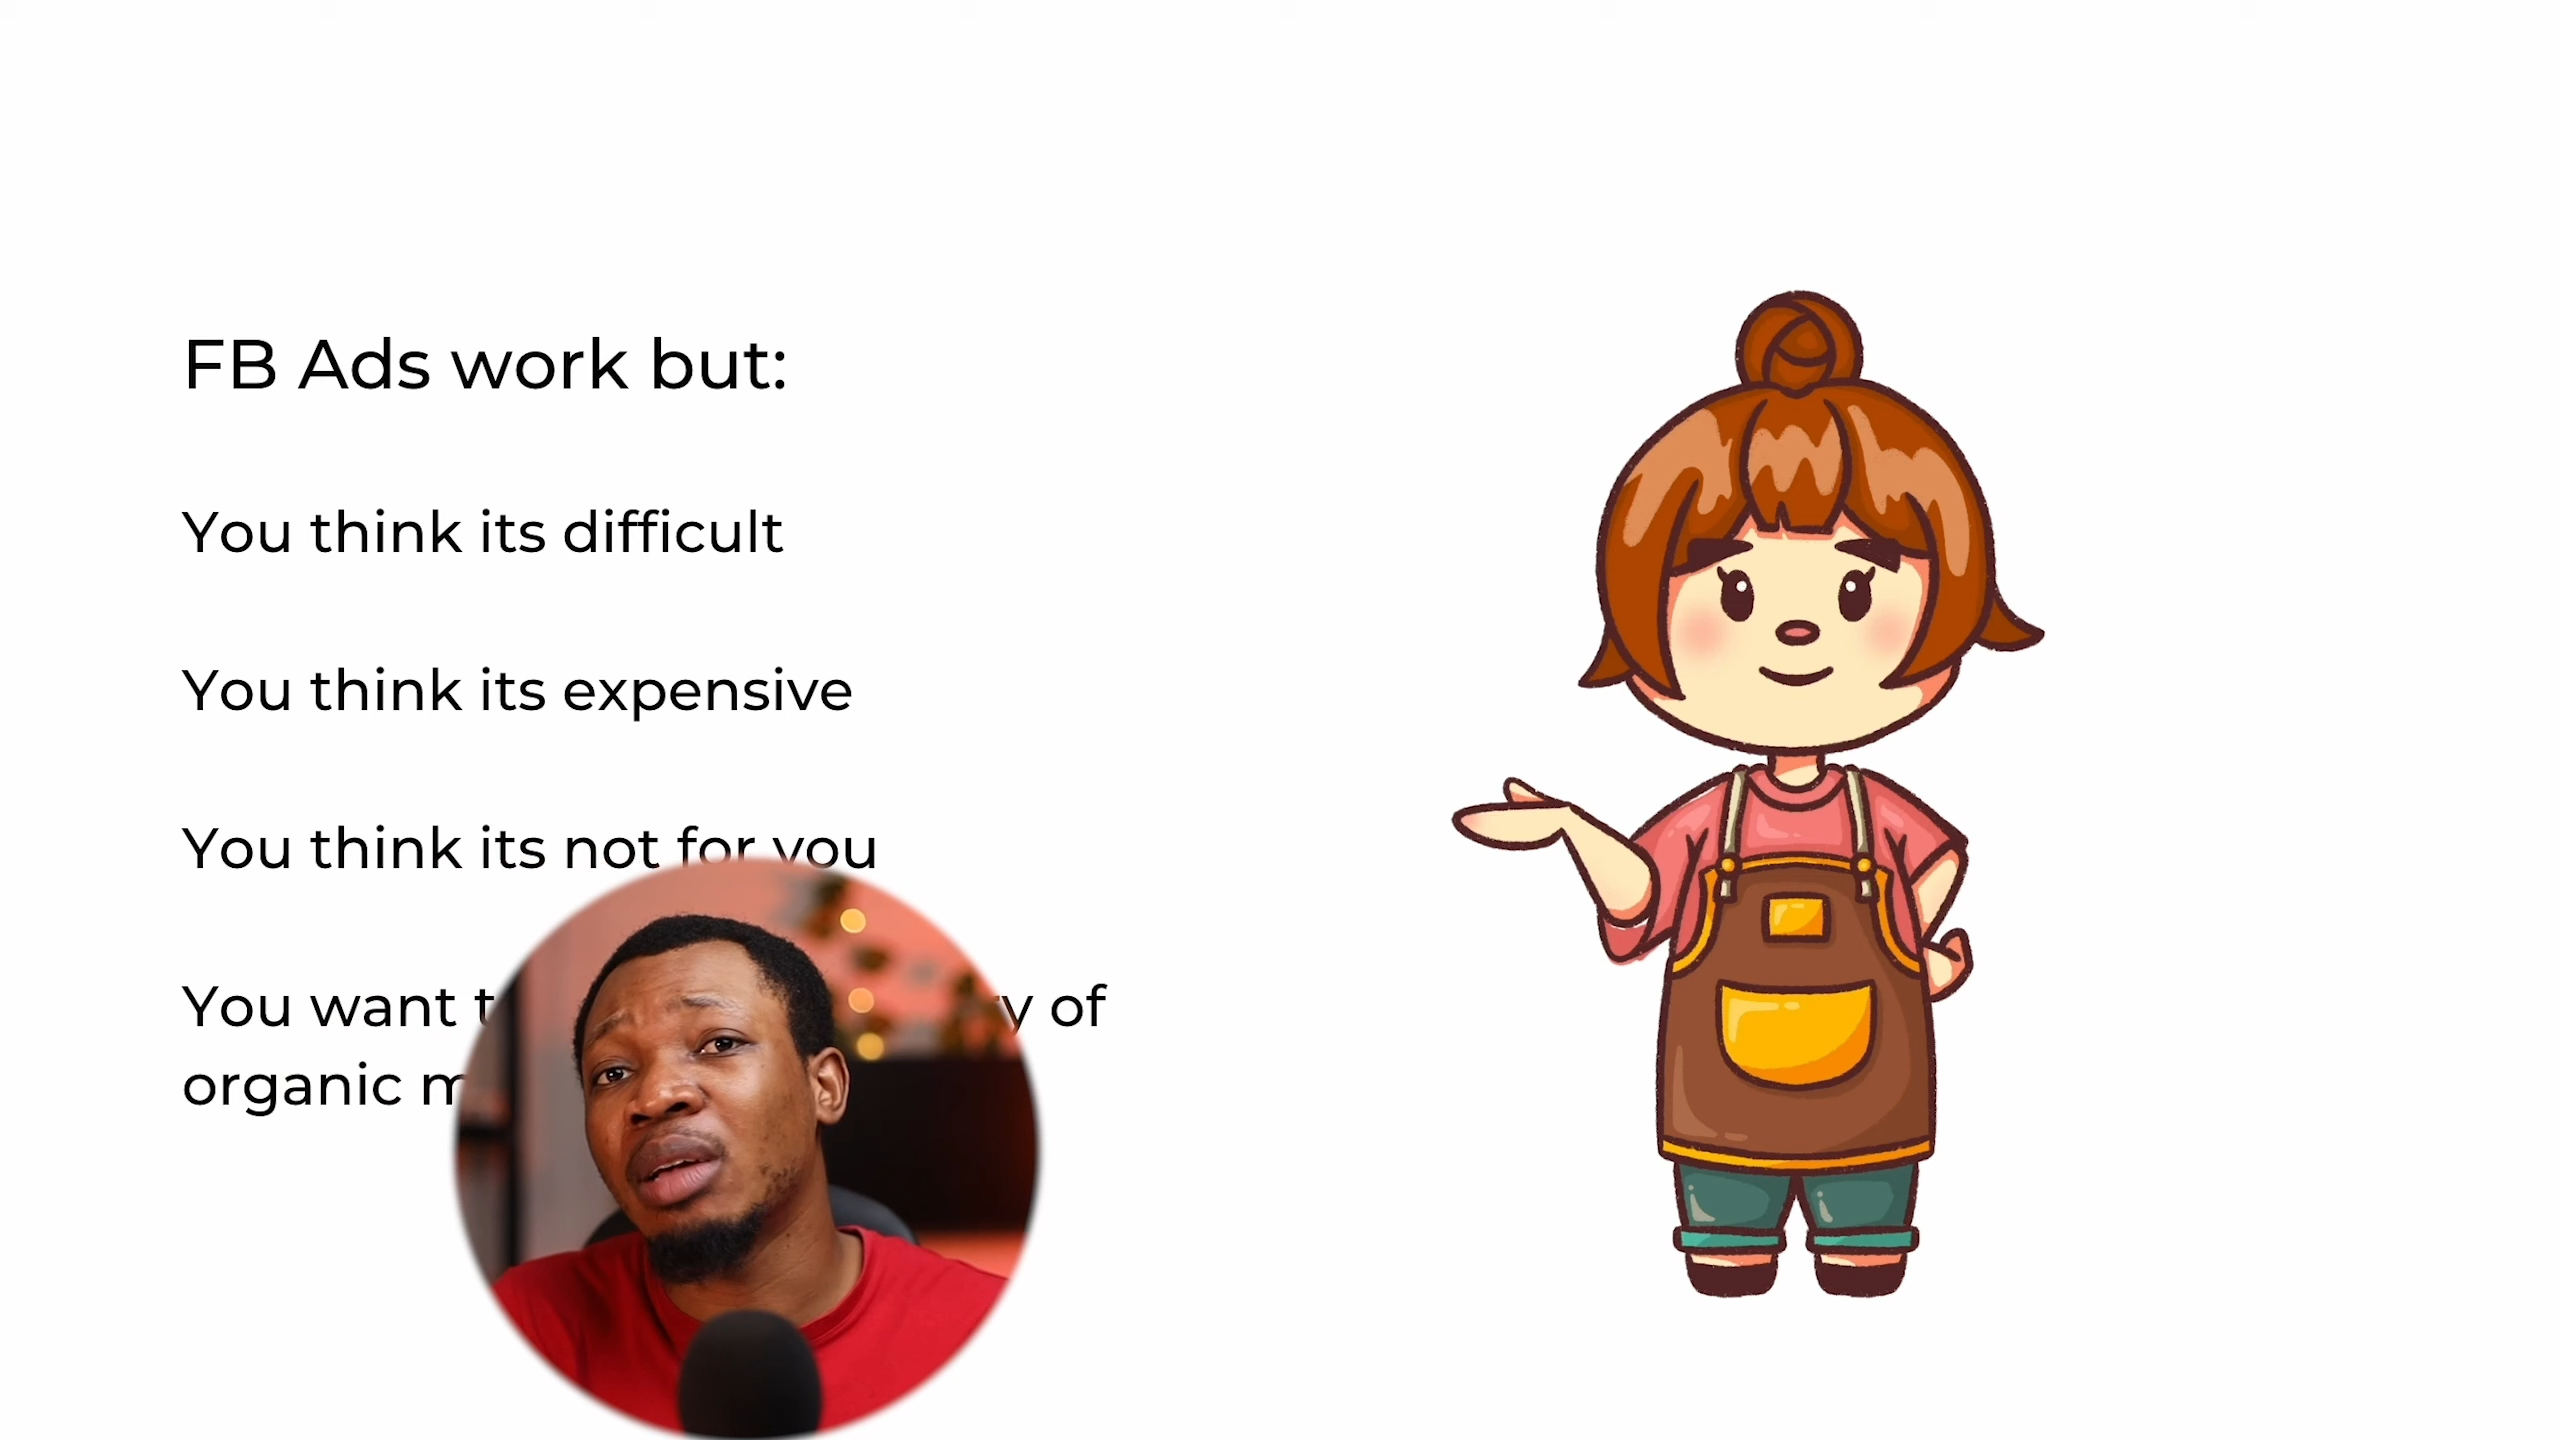 FB Ads work but:
You think its difficult
You think its expensive
You think its not for you
You want of
organic